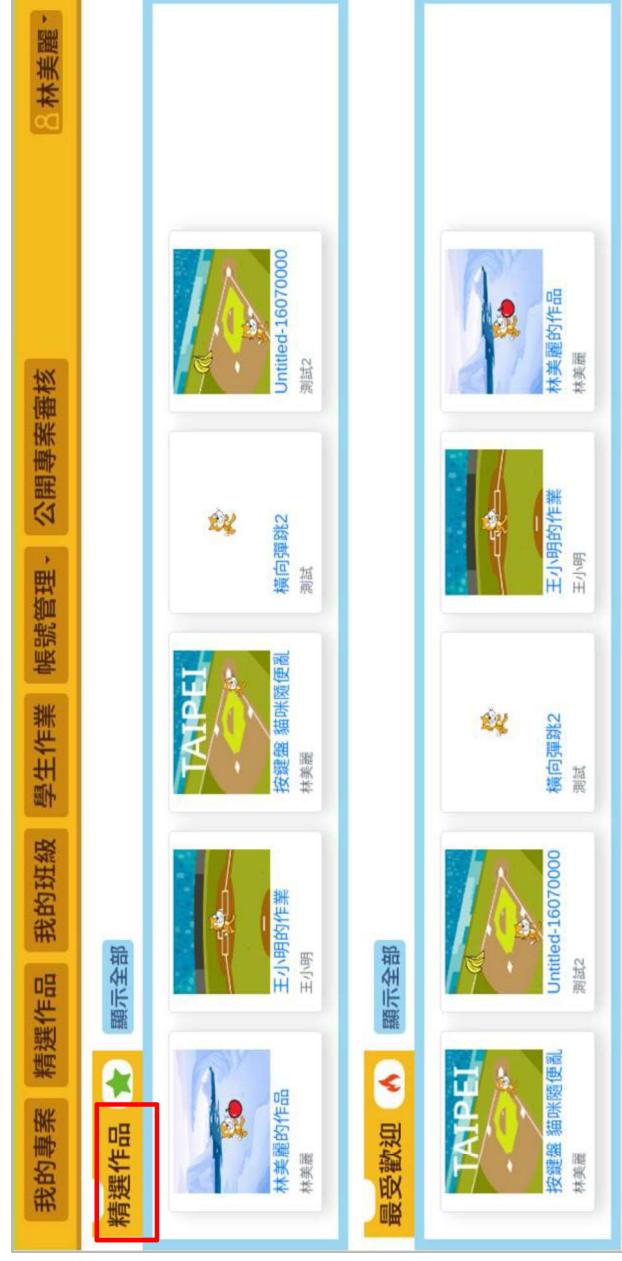 我的專案
精選作品
我的班級
學生作業
帳號管理
公開專案審核
林美麗
精選作品
顯示全部
林美麗的作品
林美麗
王小明的作業
王小明
TAIPEI
按鍵盤 貓咪隨便亂
林美麗
橫向彈跳2
測試
Untitled-16070000
測試2
最受歡迎
顯示全部
TAIPEI
按鍵盤 貓咪隨便亂
林美麗
Untitled-16070000
測試2
橫向彈跳2
測試
王小明的作業
王小明
林美麗的作品
林美麗